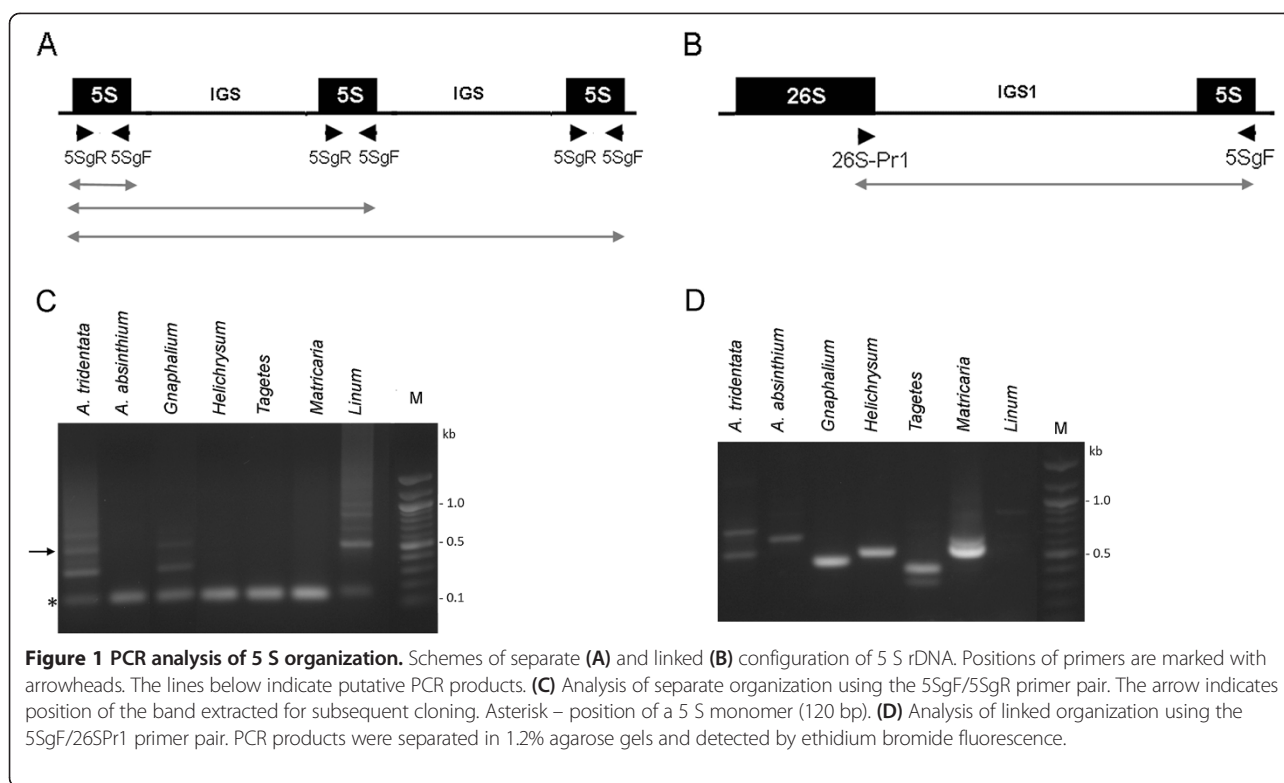 A
5S IGS 5S IGS 5S
5SgR 5SgF 5SgR 5SgF 5SgR 5SgF
B
26S IGS1 5S
26S-Pr1 5SgF
C
A. tridentata
A. absinthium
Gnaphalium
Helichrysum
Tagetes
Matricaria
Linum
M
kb
- 1.0
- 0.5
*
- 0.1
D
A. tridentata
A. absinthium
Gnaphalium
Helichrysum
Tagetes
Matricaria
Linum
M
kb
- 1.0
- 0.5
Figure 1 PCR analysis of 5 S organization. Schemes of separate (A) and linked (B) configuration of 5 S rDNA. Positions of primers are marked with
arrowheads. The lines below indicate putative PCR products. (C) Analysis of separate organization using the 5SgF/5SgR primer pair. The arrow indicates
position of the band extracted for subsequent cloning. Asterisk – position of a 5 S monomer (120 bp). (D) Analysis of linked organization using the
5SgF/26SPr1 primer pair. PCR products were separated in 1.2% agarose gels and detected by ethidium bromide fluorescence.